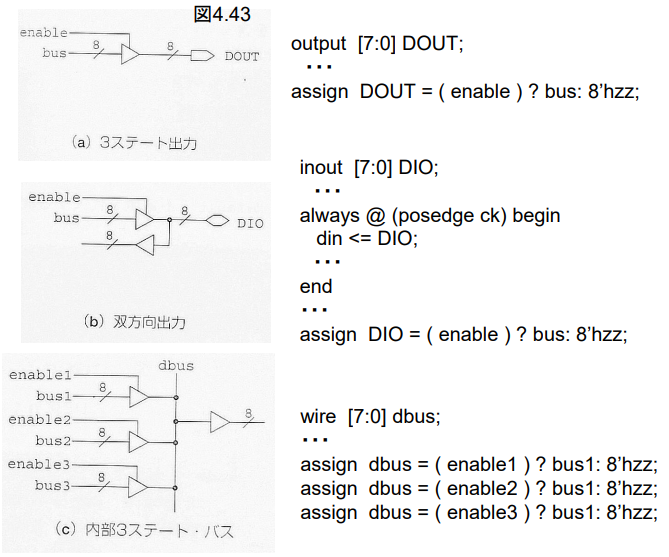 図4.43
enable
bus
8
8
DOUT
(a) 3ステート出力
output [7:0] DOUT;
・・・
assign DOUT = ( enable ) ? bus: 8'hzz;
enable
bus
8
8
DIO
8
(b) 双方向出力
inout [7:0] DIO;
・・・
always @ (posedge ck) begin
din <= DIO;
・・・
end
・・・
assign DIO = ( enable ) ? bus: 8'hzz;
dbus
enable1
bus1
8
enable2
bus2
8
8
enable3
bus3
8
(c) 内部3ステート・バス
wire [7:0] dbus;
・・・
assign dbus = ( enable1 ) ? bus1: 8'hzz;
assign dbus = ( enable2 ) ? bus1: 8'hzz;
assign dbus = ( enable3 ) ? bus1: 8'hzz;